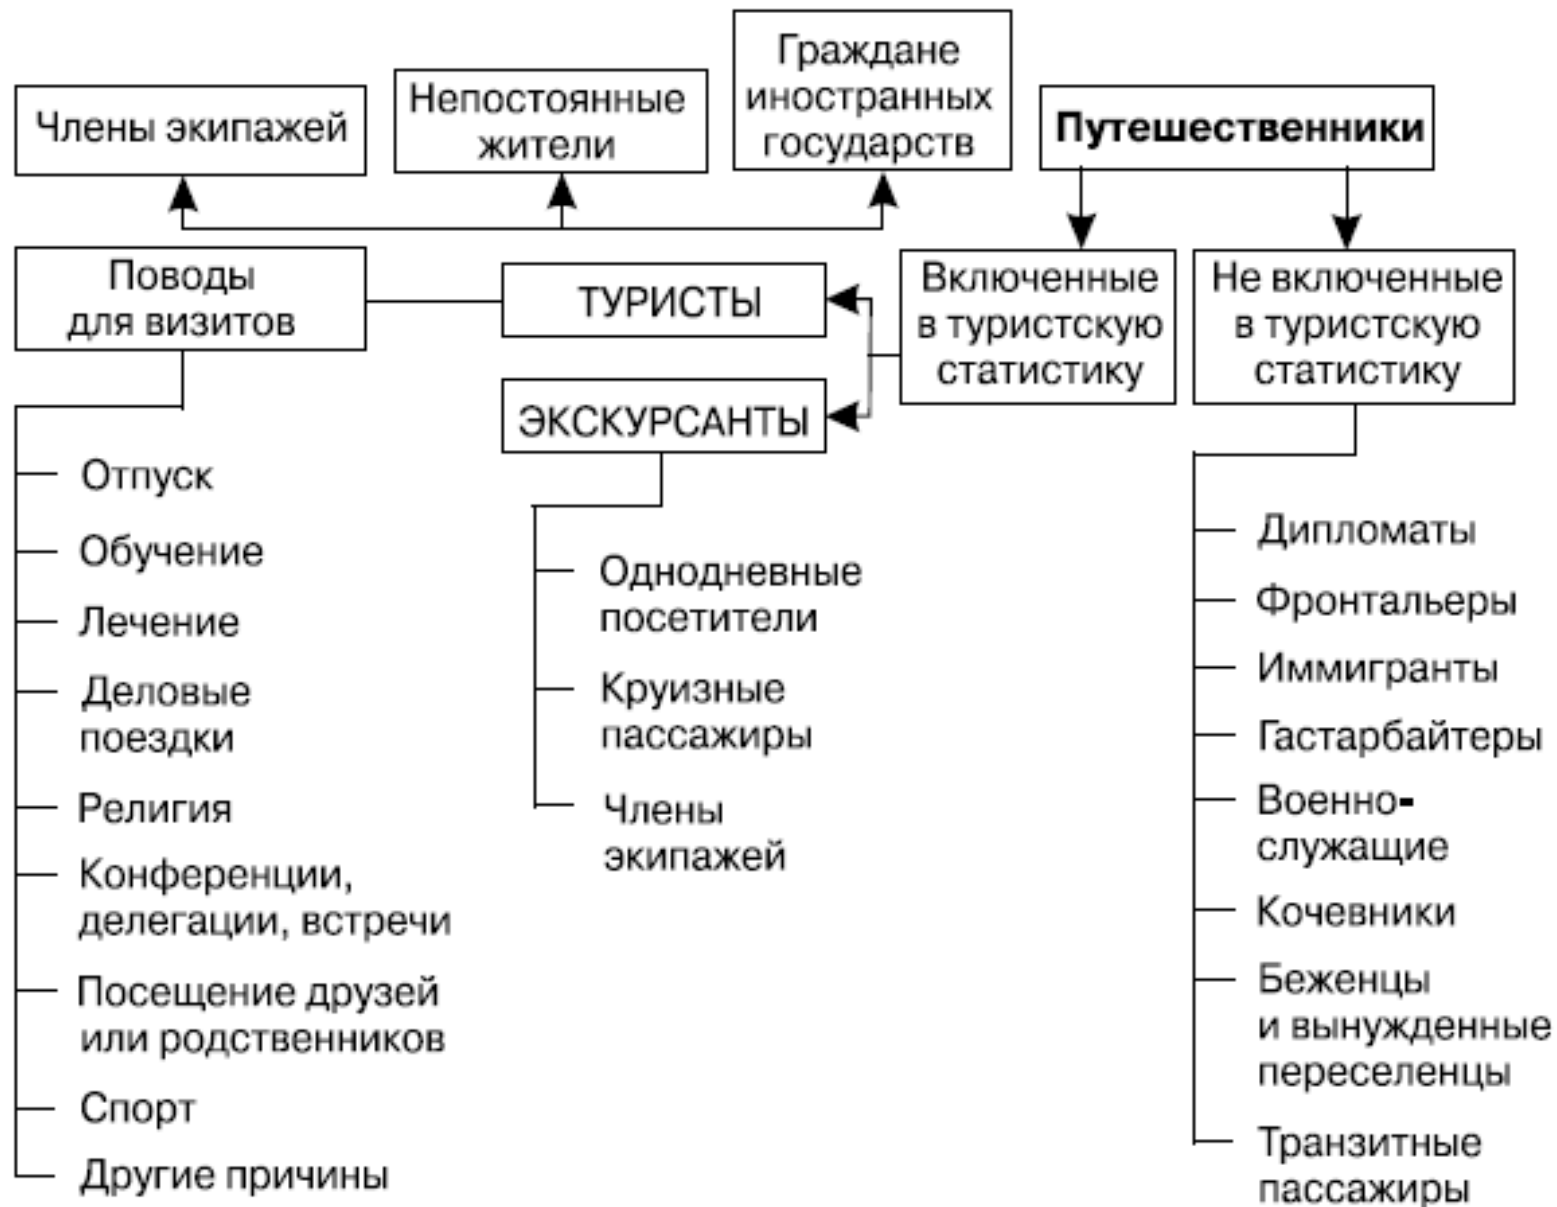 Члены экипажей
Непостоянные
жители
Граждане
иностранных
государств
Путешественники
Поводы
для визитов
ТУРИСТЫ
ЭКСКУРСАНТЫ
Включенные
в туристскую
статистику
Не включенные
в туристскую
статистику
Отпуск
Обучение
Лечение
Деловые
поездки
Религия
Конференции,
делегации, встречи
Посещение друзей
или родственников
Спорт
Другие причины
Однодневные
посетители
Круизные
пассажиры
Члены
экипажей
Дипломаты
Фронтальеры
Иммигранты
Гастарбайтеры
Военно-
служащие
Кочевники
Беженцы
и вынужденные
переселенцы
Транзитные
пассажиры